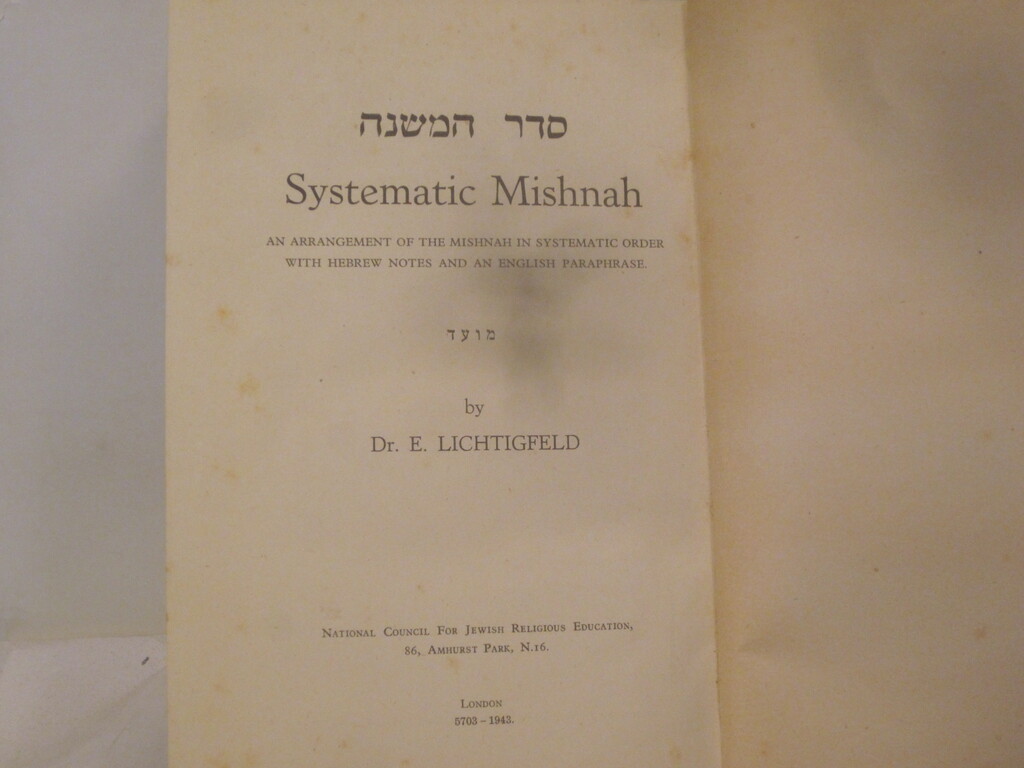 סדר המשנה
Systematic Mishnah
AN ARRANGEMENT OF THE MISHNAH IN SYSTEMATIC ORDER
WITH HEBREW NOTES AND AN ENGLISH PARAPHRASE.
מועד
by
Dr. E. LICHTIGFELD
National Council For Jewish Religious Education,
86, Amhurst Park, N.16.
London
5703 – 1943.